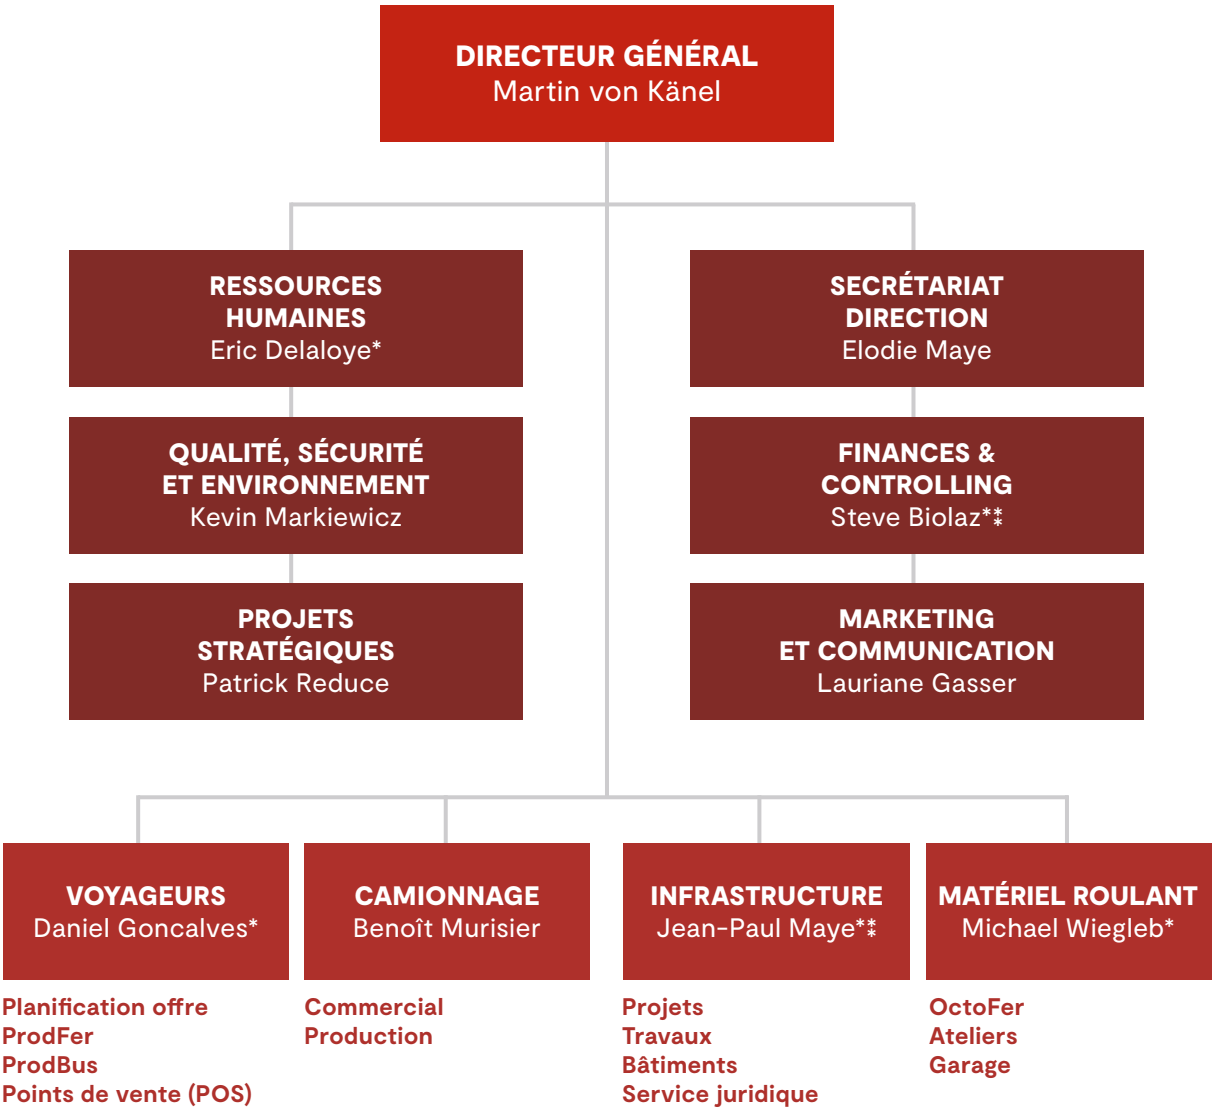 DIRECTEUR GÉNÉRAL
Martin von Känel
RESSOURCES
HUMAINES
Eric Delaloye*
SECRÉTARIAT
DIRECTION
Elodie Maye
QUALITÉ, SÉCURITÉ
ET ENVIRONNEMENT
Kevin Markiewicz
FINANCES &
CONTROLLING
Steve Biolaz*⁑
PROJETS
STRATÉGIQUES
Patrick Reduce
MARKETING
ET COMMUNICATION
Lauriane Gasser
VOYAGEURS
Daniel Goncalves*
Planification offre
ProdFer
ProdBus
Points de vente (POS)
CAMIONNAGE
Benoît Murisier
Commercial
Production
INFRASTRUCTURE
Jean-Paul Maye*⁑
Projets
Travaux
Bâtiments
Service juridique
MATÉRIEL ROULANT
Michael Wiegleb*
OctoFer
Ateliers
Garage